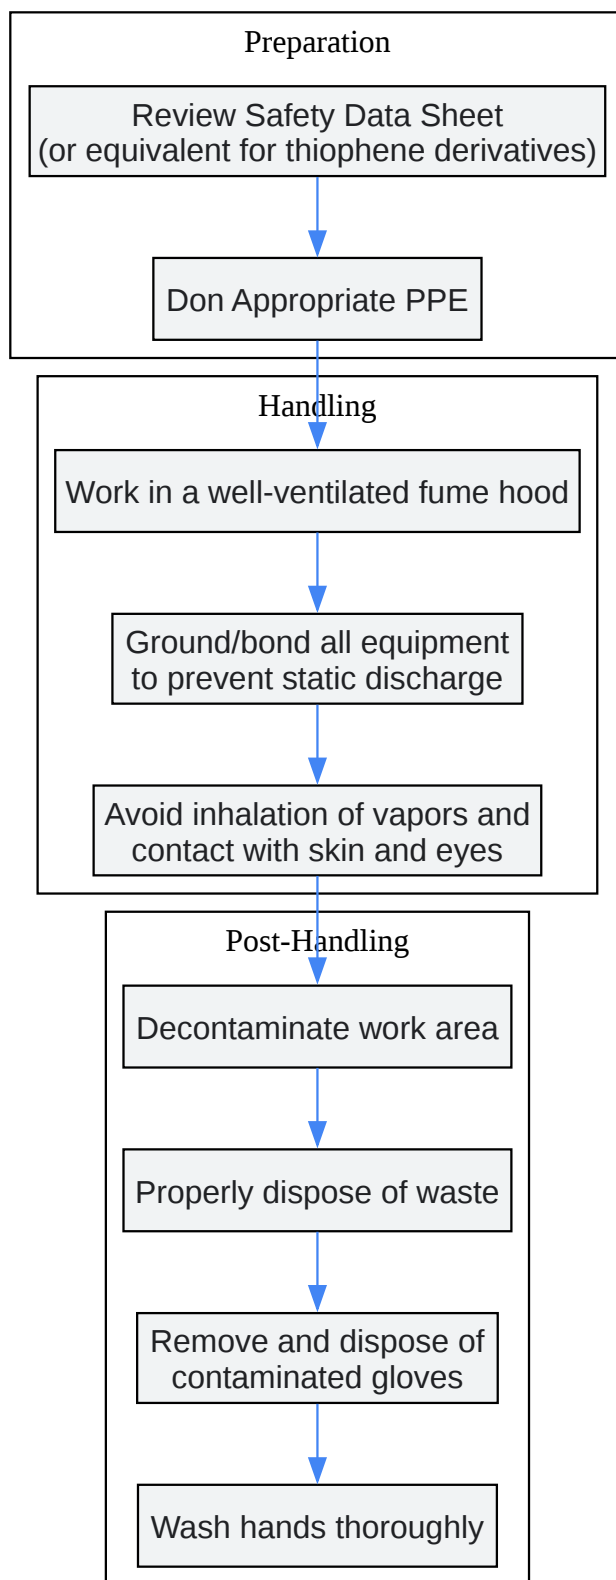 Preparation
Review Safety Data Sheet
(or equivalent for thiophene derivatives)
Don Appropriate PPE
Handling
Work in a well-ventilated fume hood
Ground/bond all equipment
to prevent static discharge
Avoid inhalation of vapors and
contact with skin and eyes
Post-Handling
Decontaminate work area
Properly dispose of waste
Remove and dispose of
contaminated gloves
Wash hands thoroughly